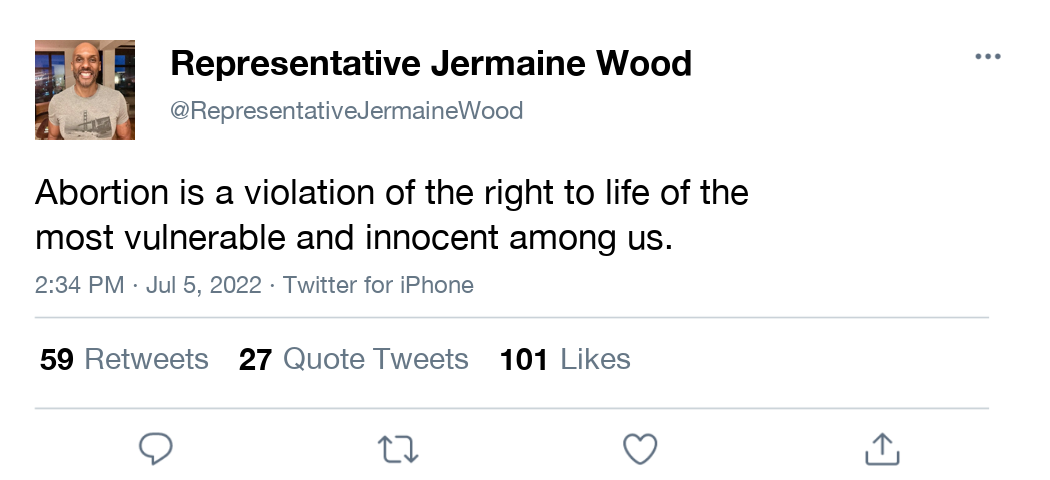 Representative Jermaine Wood
@RepresentativeJermaineWood
Abortion is a violation of the right to life of the
most vulnerable and innocent among us.
2:34 PM · Jul 5, 2022 · Twitter for iPhone
59 Retweets 27 Quote Tweets 101 Likes